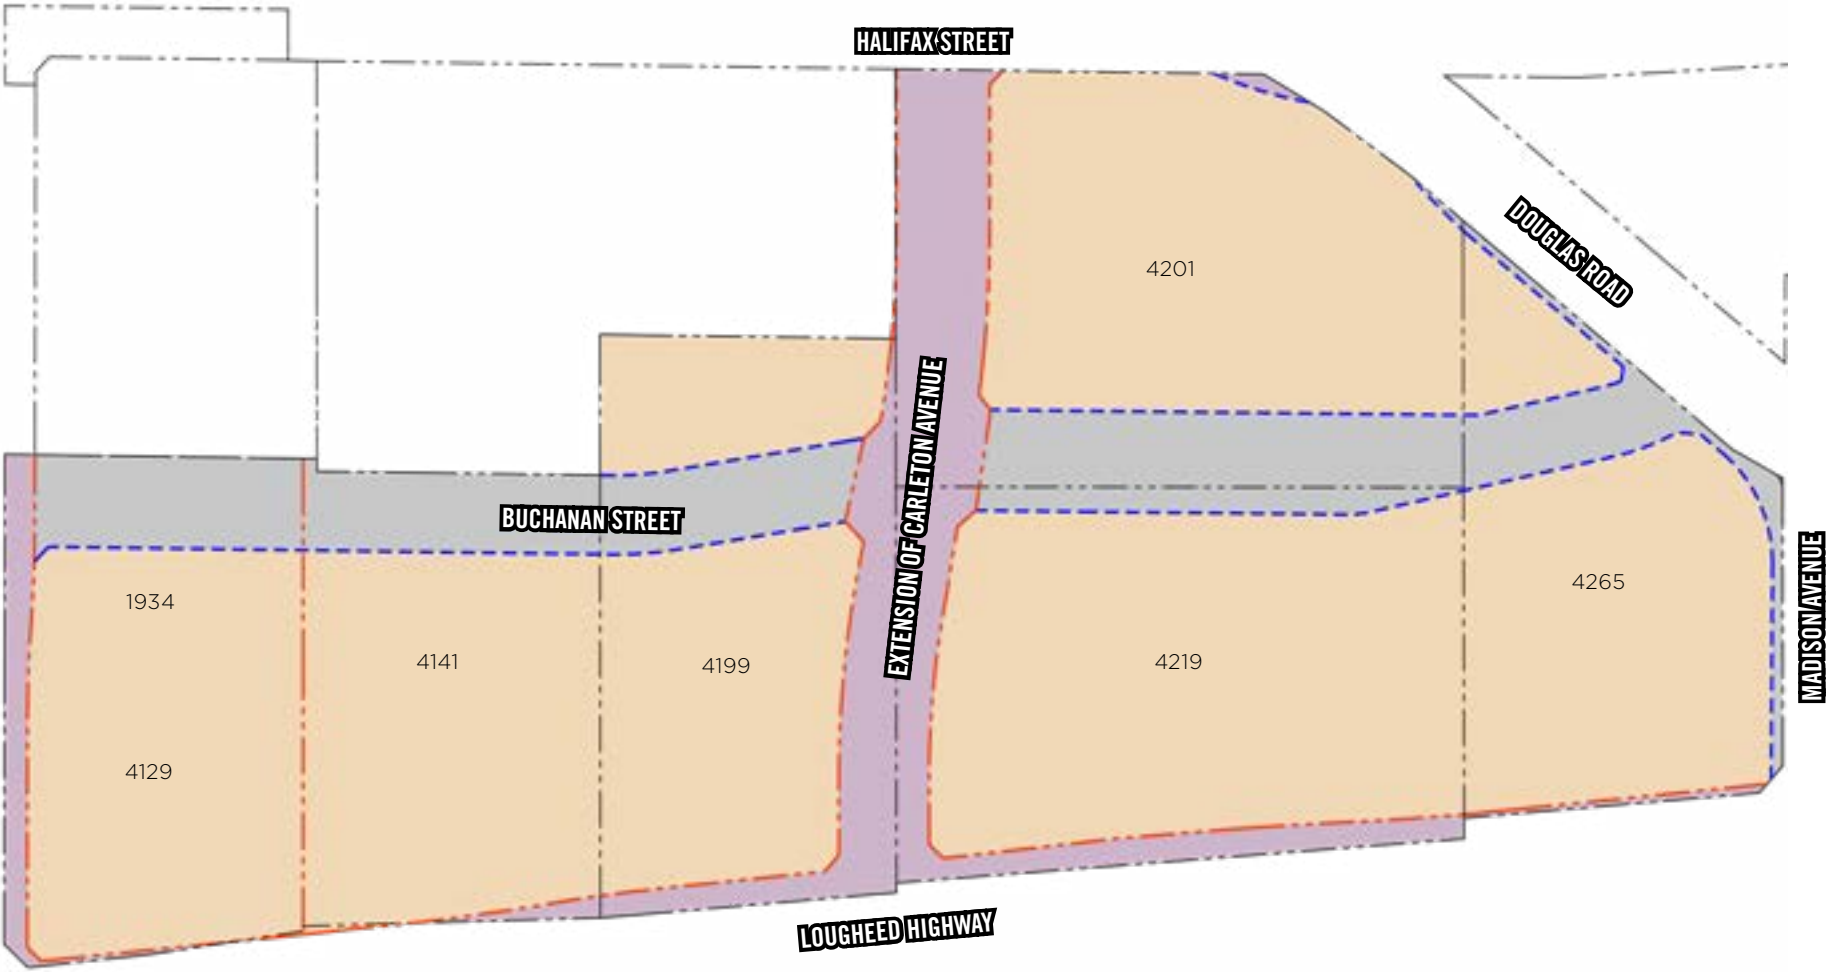 HALIFAX STREET
DOUGLAS ROAD
4201
EXTENSION OF CARLETON AVENUE
BUCHANAN STREET
MADISON AVENUE
1934
4265
4141
4199
4219
4129
LOUGHEED HIGHWAY